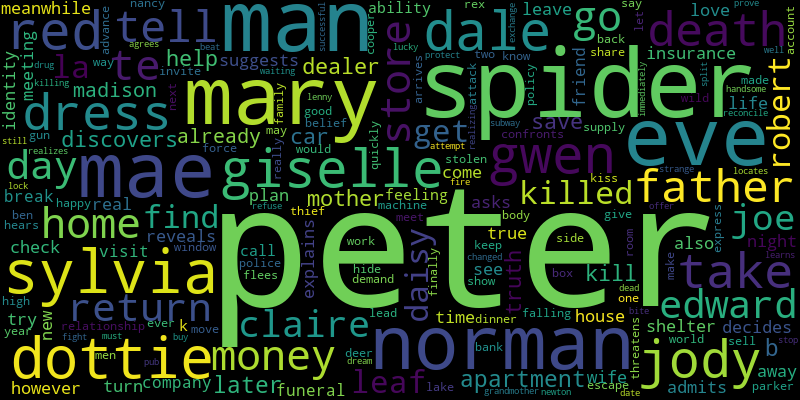 meanwhile nancy man cooper ability rex say let
red tell successful dale leave go love death prove
advance way agrees beat lucky back share account
la te help suggests two know insurance
identity meeting drug invite dealer protect policy friend exchange well
killing waiting arrives attack split made
madison mary store spider wild handsome
dress next family lenny realizing save immediately life reconcile
discovers already good belief get supply robert
still gun may car confronts stolen eve
realizes force really would quickly gwen strange locates
day mae giselle come attempt killed father
lock plan mother feeling fire kiss offer
break happy real machine asks body joe
ben thief refuse meet true give
hears reveals window explains work side also night
home find peter daisy truth room express
check visit call hide keep changed see take
police demand show box kill make learns
sylvia flees finally dead
high return one edward
new relationship ever k move claire lead time dinner falling house bite
try year fight must buy norman bank shelter world sell b stop
dottie men pub money deer dream threatens decides
however turn company later leaf lake apartment wife jody away
funeral grandmother newton escape date admits parker
subway